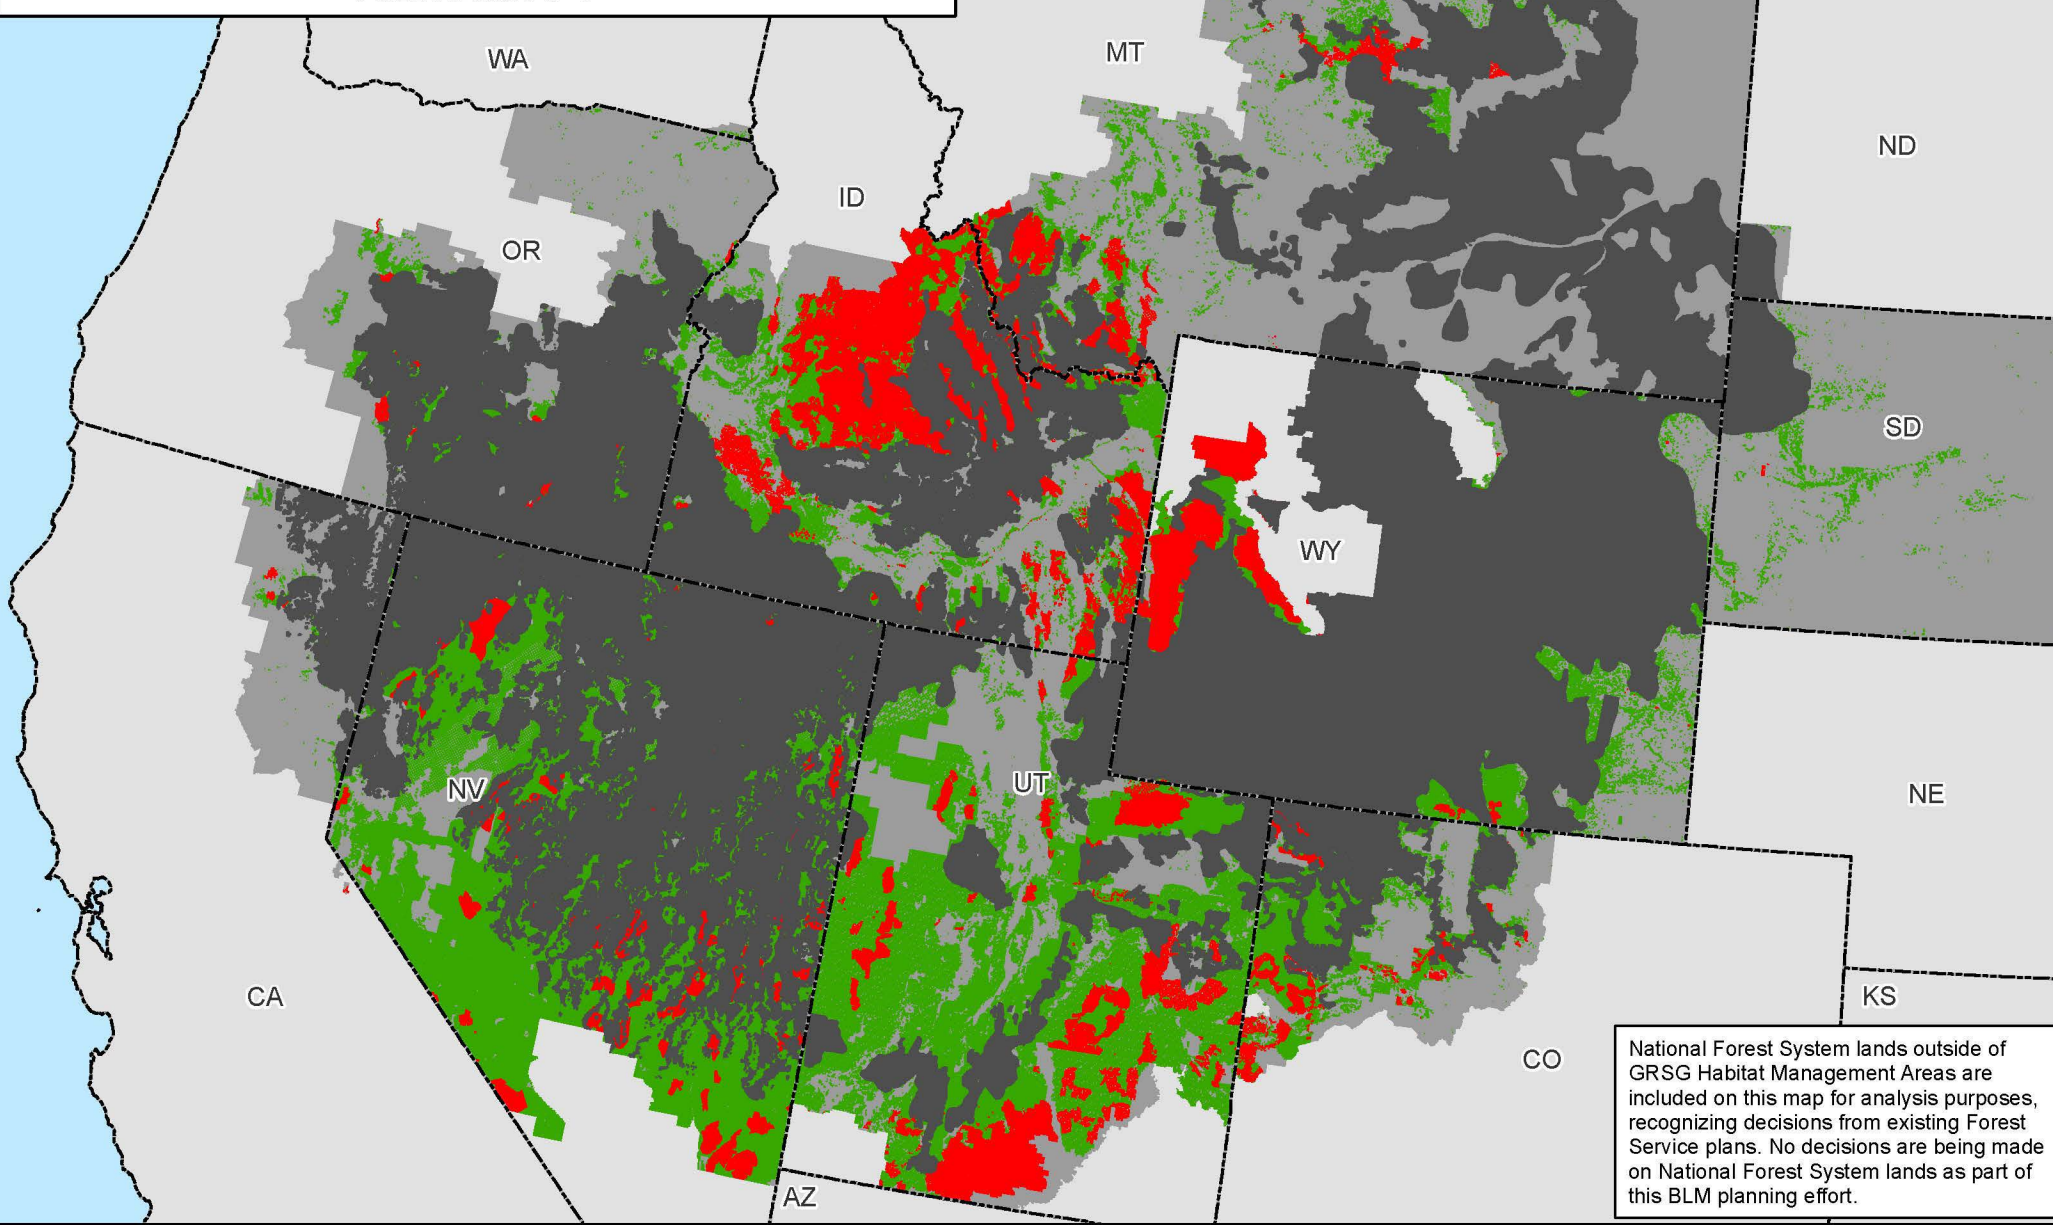 WA
MT
ND
ID
OR
SD
WY
NV
UT
NE
CA
KS
CO
AZ
National Forest System lands outside of
GRSG Habitat Management Areas are
included on this map for analysis purposes,
recognizing decisions from existing Forest
Service plans. No decisions are being made
on National Forest System lands as part of
this BLM planning effort.